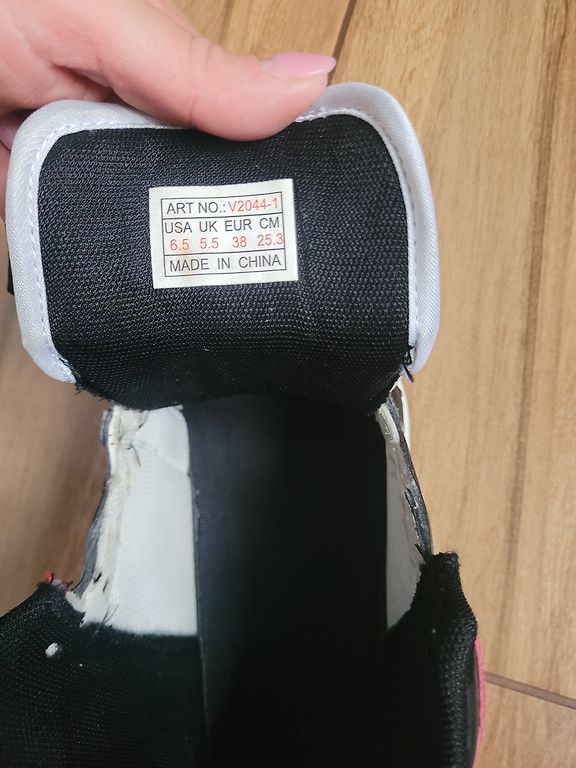 ART NO.:V2044-1
USA UK EUR CM
6.5 5.5 38 25.3
MADE IN CHINA